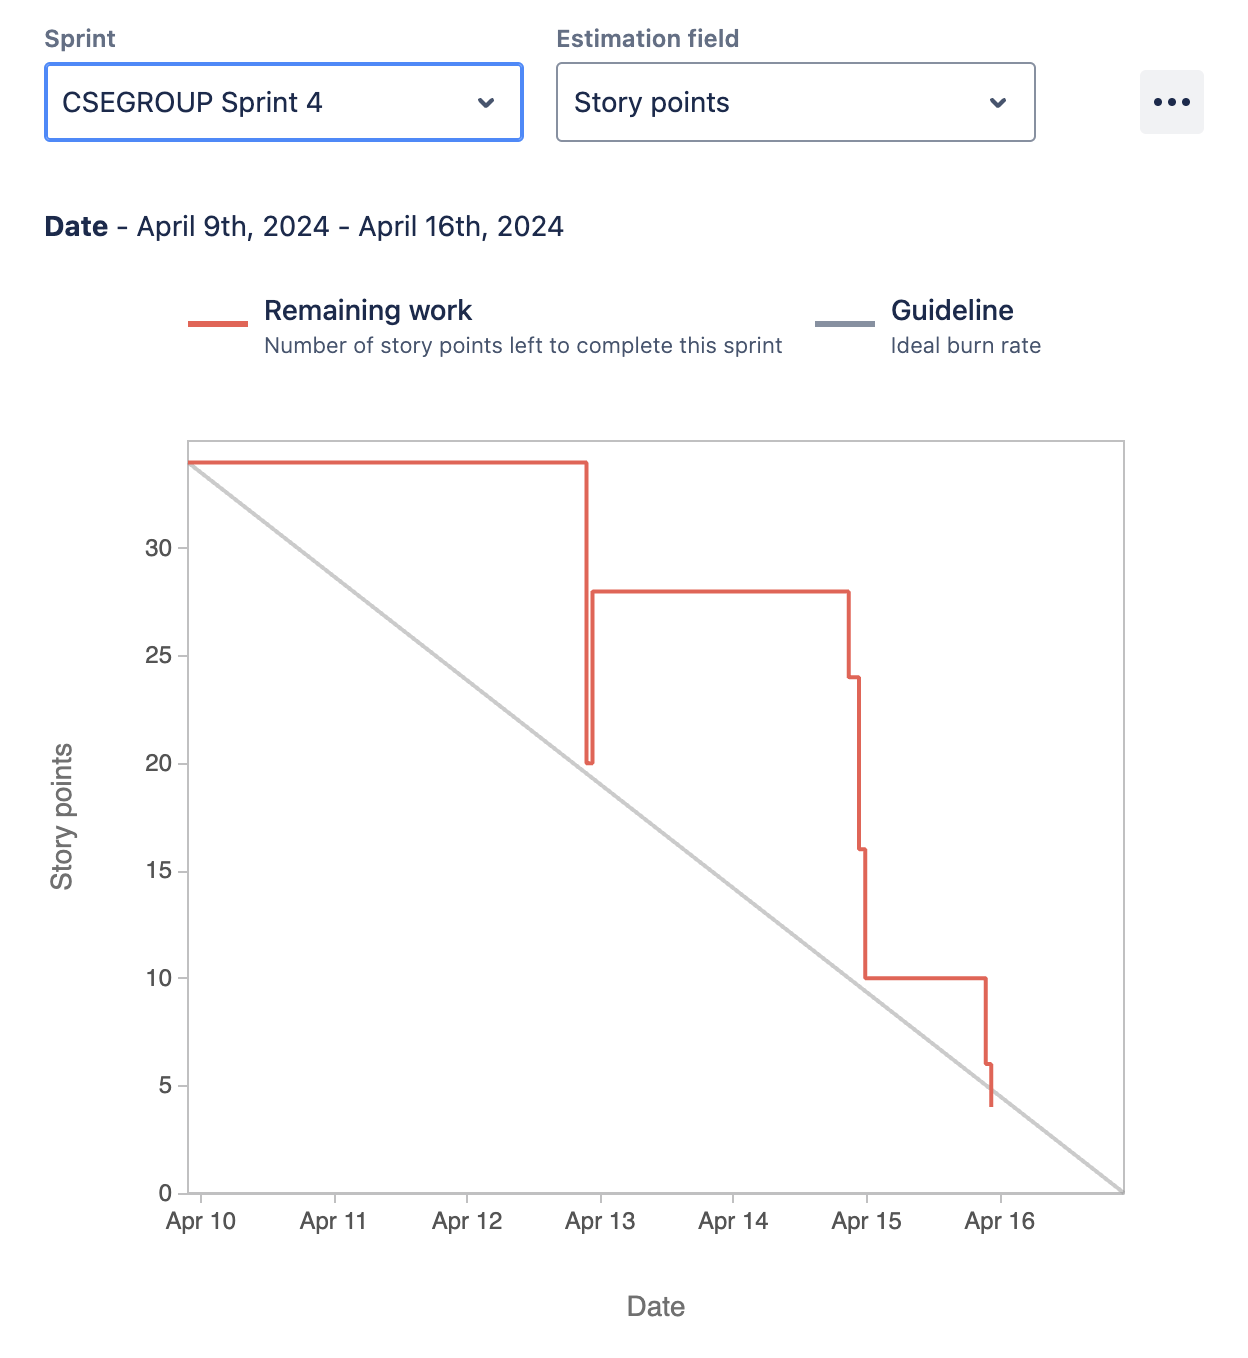 Sprint
Estimation field
CSEGROUP Sprint 4
Story points
Date - April 9th, 2024 - April 16th, 2024
Remaining work
Number of story points left to complete this sprint
Guideline
Ideal burn rate
Story points
30
25
20
15
10
5
0
Apr 10
Apr 11
Apr 12
Apr 13
Apr 14
Apr 15
Apr 16
Date